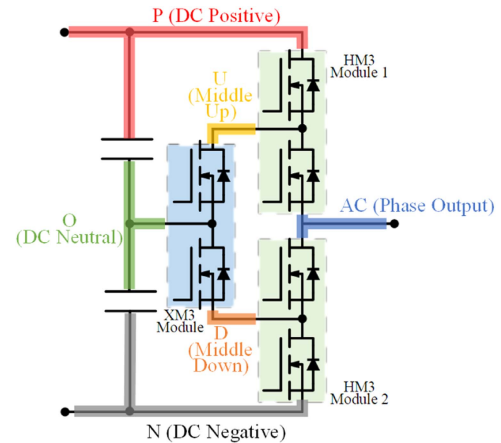 P (DC Positive)
HM3
Module 1
U
(Middle
Up)
AC (Phase Output)
O
(DC Neutral)
XM3
Module
D
(Middle
Down)
HM3
Module 2
N (DC Negative)